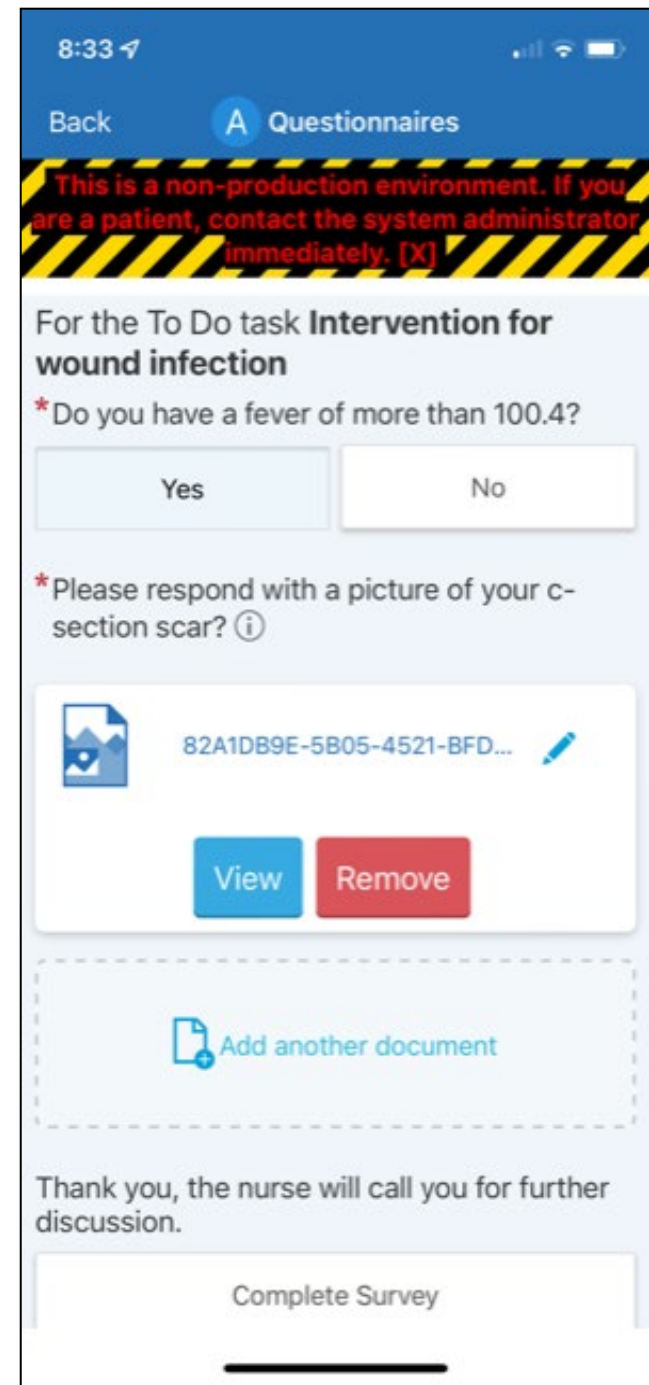 8:33
Back A Questionnaires
This is a non-production environment. If you
are a patient, contact the system administrator
immediately. [X]
For the To Do task Intervention for
wound infection
*Do you have a fever of more than 100.4?
Yes No
*Please respond with a picture of your c-
section scar? i
82A1DB9E-5B05-4521-BFD...
View Remove
Add another document
Thank you, the nurse will call you for further
discussion.
Complete Survey